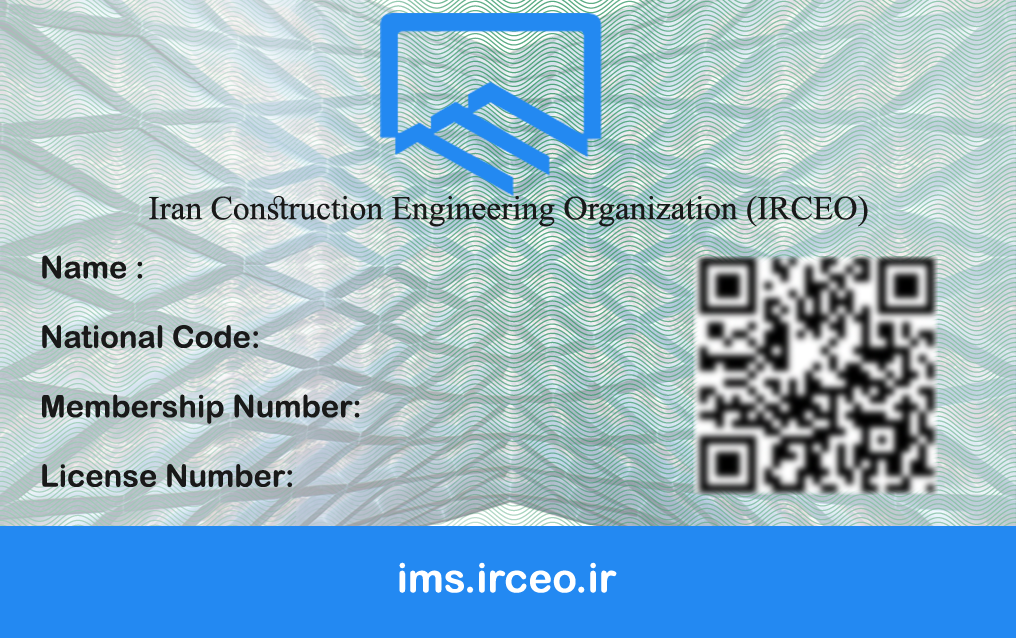 Iran Construction Engineering Organization (IRCEO)
Name :
National Code:
Membership Number:
License Number:
ims.irceo.ir